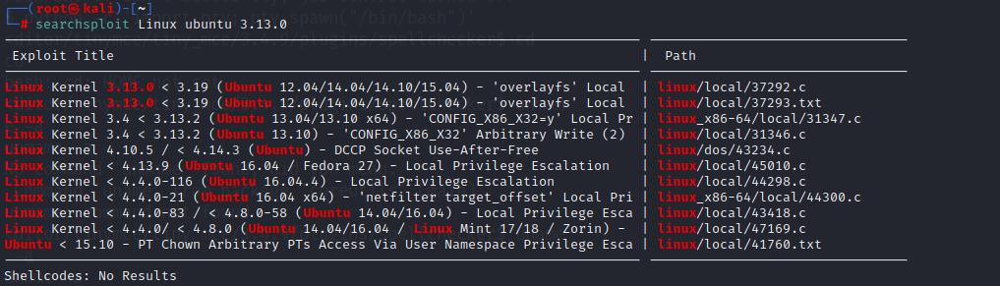 (root㉿kali)-[~]
# searchsploit Linux ubuntu 3.13.0
Exploit Title | Path
Linux Kernel 3.13.0 < 3.19 (Ubuntu 12.04/14.04/14.10/15.04) - 'overlayfs' Local | linux/local/37292.c
Linux Kernel 3.13.0 < 3.19 (Ubuntu 12.04/14.04/14.10/15.04) - 'overlayfs' Local | linux/local/37293.txt
Linux Kernel 3.4 < 3.13.2 (Ubuntu 13.04/13.10 x64) - 'CONFIG_X86_X32=y' Local Pr | linux_x86-64/local/31347.c
Linux Kernel 3.4 < 3.13.2 (Ubuntu 13.10) - 'CONFIG_X86_X32' Arbitrary Write (2) | linux/local/31346.c
Linux Kernel 4.10.5 / < 4.14.3 (Ubuntu) - DCCP Socket Use-After-Free | linux/dos/43234.c
Linux Kernel < 4.13.9 (Ubuntu 16.04 / Fedora 27) - Local Privilege Escalation | linux/local/45010.c
Linux Kernel < 4.4.0-116 (Ubuntu 16.04.4) - Local Privilege Escalation | linux/local/44298.c
Linux Kernel < 4.4.0-21 (Ubuntu 16.04 x64) - 'netfilter target_offset' Local Pri | linux_x86-64/local/44300.c
Linux Kernel < 4.4.0-83 / < 4.8.0-58 (Ubuntu 14.04/16.04) - Local Privilege Esca | linux/local/43418.c
Linux Kernel < 4.4.0/ < 4.8.0 (Ubuntu 14.04/16.04 / Linux Mint 17/18 / Zorin) - | linux/local/47169.c
Ubuntu < 15.10 - PT Chown Arbitrary PTs Access Via User Namespace Privilege Esca | linux/local/41760.txt
Shellcodes: No Results